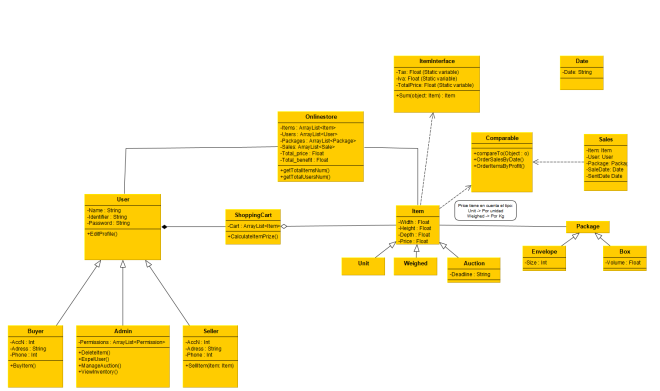 ItemInterface
-Tax: Float (Static variable)
-Iva: Float (Static variable)
-TotalPrice: Float (Static variable)
+Sum(object: Item) : Item
Date
-Date: String
Onlinestore
-Items : ArrayList<Item>
-Users : ArrayList<User>
-Packages : ArrayList<Package>
-Sales: ArrayList<Sale>
-Total_price : Float
-Total_benefit : Float
+getTotalItemsNum()
+getTotalUsersNum()
Comparable
+compareTo(Object : o)
+OrderSalesByDate()
+OrderItemsByProfit()
Sales
-Item: Item
-User: User
-Package: Packag
-SaleDate: Date
-SentDate Date
User
-Name : String
-Identifier : String
-Password : String
+EditProfile()
ShoppingCart
-Cart : ArrayList<Item>
+CalculateItemPrize()
Item
-Width : Float
-Height : Float
-Depth : Float
-Price : Float
Price tiene en cuenta el tipo:
Unit -> Por unidad
Weighed -> Por Kg
Package
Envelope
-Size : Int
Box
-Volume : Float
Unit
Weighed
Auction
-Deadline : String
Buyer
-AccN : Int
-Adress : String
-Phone : Int
+BuyItem()
Admin
-Permissions : ArrayList<Permission>
+DeleteItem()
+ExpelUser()
+ManageAuction()
+ViewInventory()
Seller
-AccN : Int
-Adress : String
-Phone : Int
+SellItem(Item: Item)